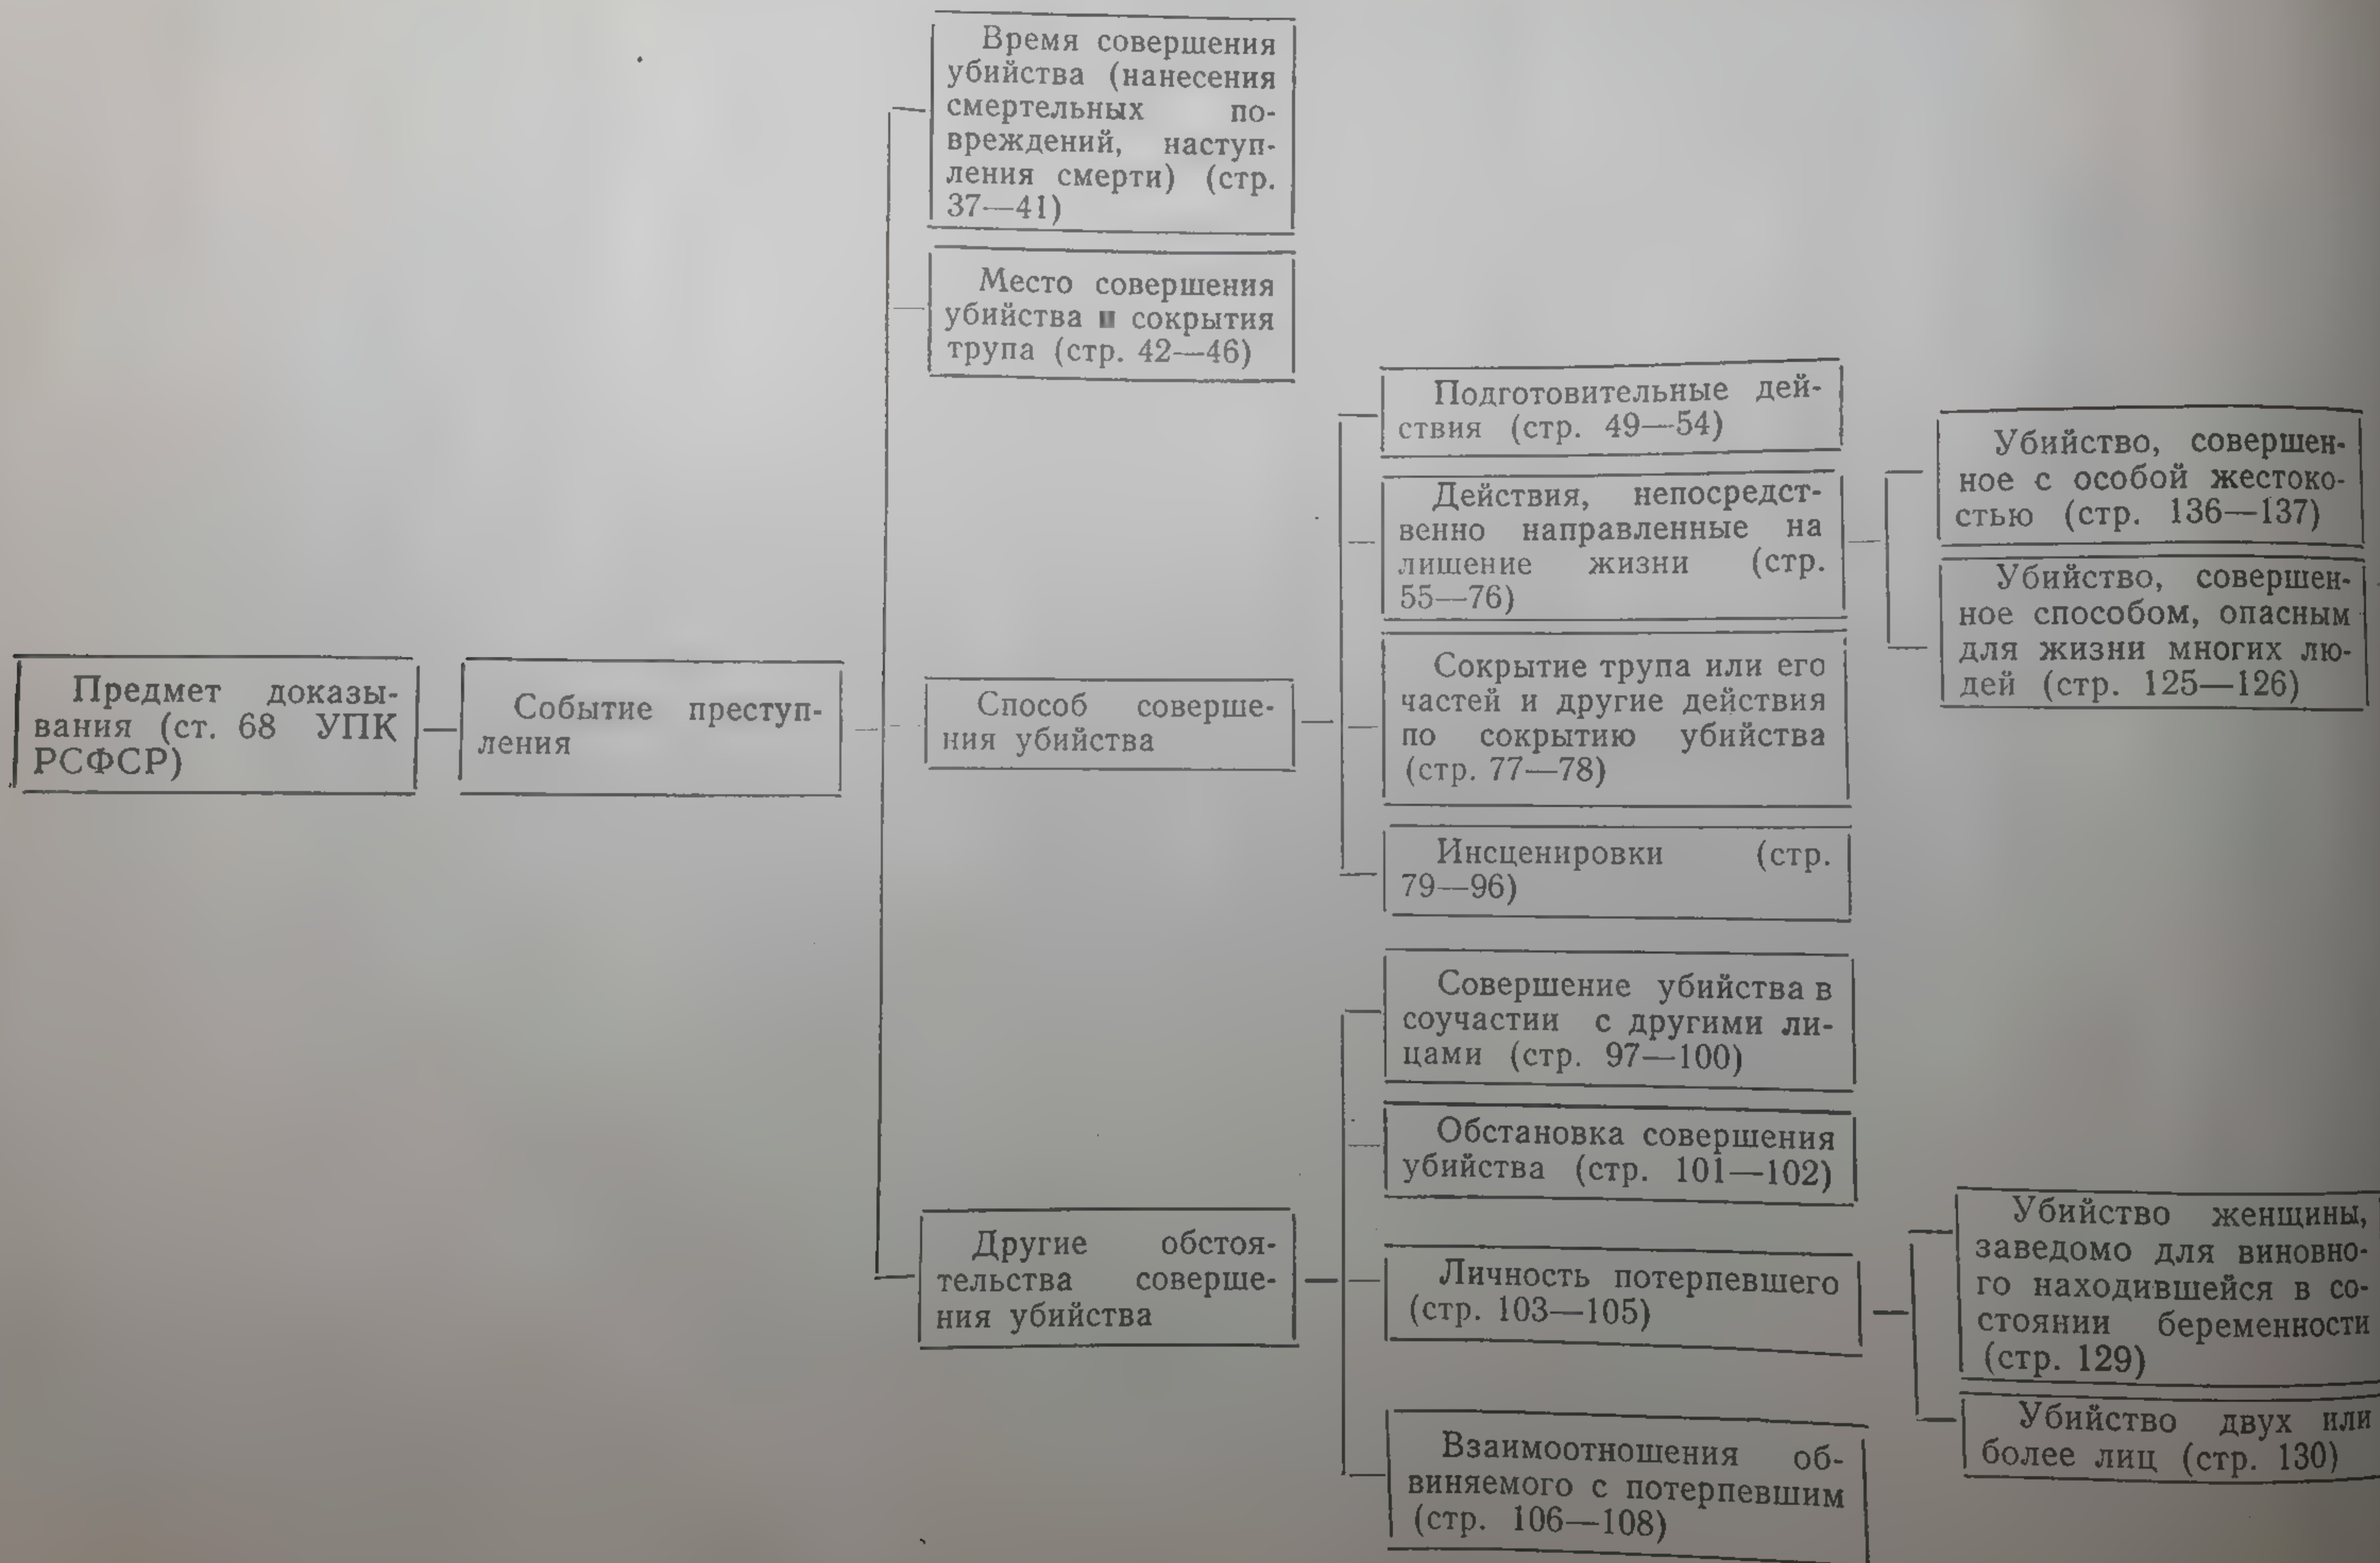 Предмет доказы-
вания (ст. 68 УПК
РСФСР)
Событие преступ-
ления
Время совершения
убийства (нанесения
смертельных по-
вреждений, наступ-
ления смерти) (стр.
37—41)
Место совершения
убийства и сокрытия
трупа (стр. 42—46)
Способ соверше-
ния убийства
Подготовительные дей-
ствия (стр. 49—54)
Действия, непосредст-
венно направленные на
лишение жизни (стр.
55—76)
Убийство, совершен-
ное с особой жестоко-
стью (стр. 136—137)
Убийство, совершен-
ное способом, опасным
для жизни многих лю-
дей (стр. 125—126)
Сокрытие трупа или его
частей и другие действия
по сокрытию убийства
(стр. 77—78)
Инсценировки (стр.
79—96)
Другие обстоя-
тельства соверше-
ния убийства
Совершение убийства в
соучастии с другими ли-
цами (стр. 97—100)
Обстановка совершения
убийства (стр. 101—102)
Личность потерпевшего
(стр. 103—105)
Убийство женщины,
заведомо для виновно-
го находившейся в со-
стоянии беременности
(стр. 129)
Убийство двух или
более лиц (стр. 130)
Взаимоотношения об-
виняемого с потерпевшим
(стр. 106—108)